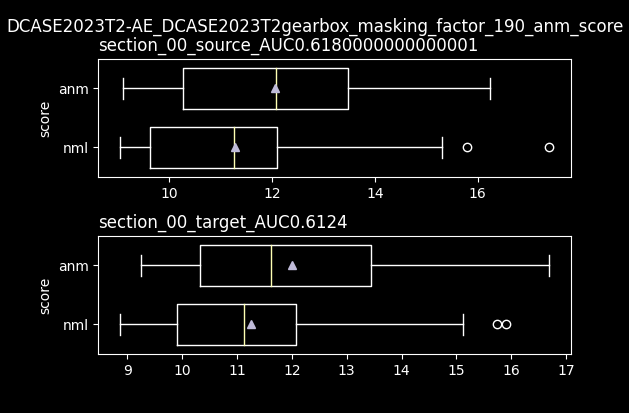 DCASE2023T2-AE_DCASE2023T2gearbox_masking_factor_190_anm_score
section_00_source_AUC0.6180000000000001
score
anm
nml
10 12 14 16
section_00_target_AUC0.6124
score
anm
nml
9 10 11 12 13 14 15 16 17